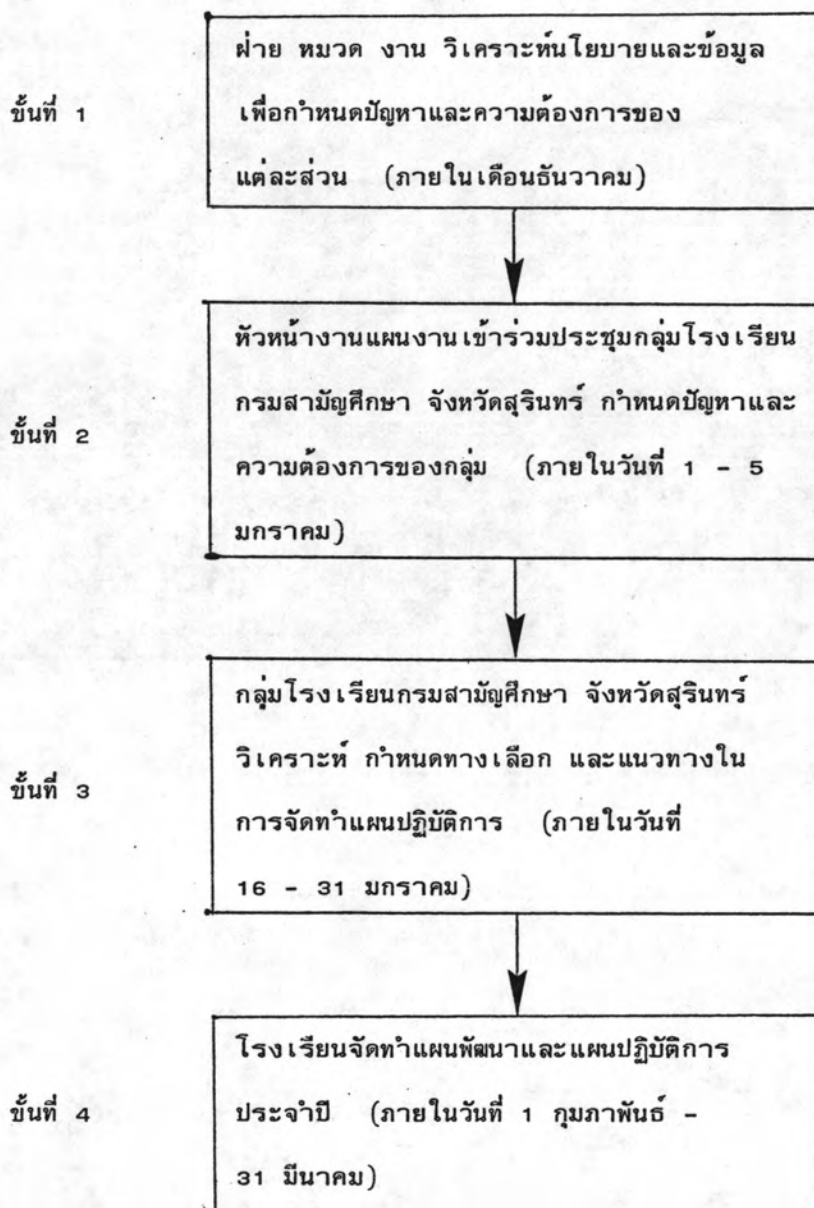 ฝ่าย หมวด งาน วิเคราะห์นโยบายและข้อมูล
ขั้นที่ 1
เพื่อกำหนดปัญหาและความต้องการของ
แต่ละส่วน (ภายในเดือนธันวาคม)
หัวหน้างานแผนงานเข้าร่วมประชุมกลุ่มโรงเรียน
กรมสามัญศึกษา จังหวัดสุรินทร์ กำหนดปัญหาและ
ขั้นที่ 2
ความต้องการของกลุ่ม (ภายในวันที่ 1 - 5
มกราคม)
กลุ่มโรงเรียนกรมสามัญศึกษา จังหวัดสุรินทร์
วิเคราะห์ กำหนดทางเลือก และแนวทางใน
ขั้นที่ 3
การจัดทำแผนปฏิบัติการ (ภายในวันที่
16 - 31 มกราคม)
โรงเรียนจัดทำแผนพัฒนาและแผนปฏิบัติการ
ขั้นที่ 4
ประจำปี (ภายในวันที่ 1 กุมภาพันธ์ -
31 มีนาคม)